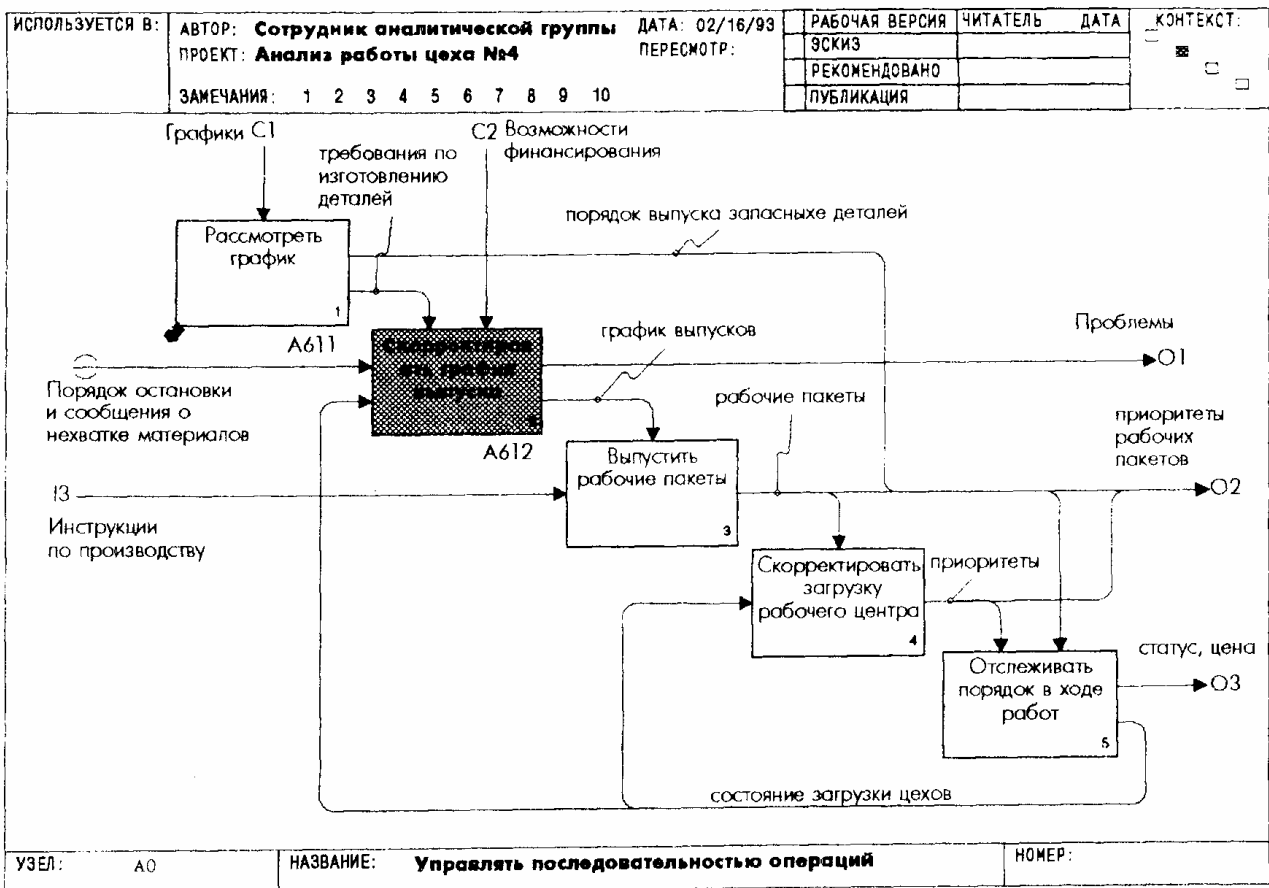 ИСПОЛЬЗУЕТСЯ В:
АВТОР: Сотрудник аналитической группы ДАТА: 02/16/93
ПРОЕКТ: Анализ работы цеха №4 ПЕРЕСМОТР:
ЗАМЕЧАНИЯ: 1 2 3 4 5 6 7 8 9 10
РАБОЧАЯ ВЕРСИЯ
ЭСКИЗ
РЕКОМЕНДОВАНО
ПУБЛИКАЦИЯ
ЧИТАТЕЛЬ ДАТА
КОНТЕКСТ:
Графики C1
требования по
изготовлению
деталей
C2 Возможности
финансирования
порядок выпуска запасныхе деталей
Рассмотреть
график
1
A611
Скорректиров
ать график
выпуска
A612
график выпусков
Проблемы
O1
Порядок остановки
и сообщения о
нехватке материалов
рабочие пакеты
приоритеты
рабочих
пакетов
O2
Выпустить
рабочие пакеты
3
I3
Инструкции
по производству
Скорректировать
загрузку
рабочего центра
4
приоритеты
Отслеживать
порядок в ходе
работ
5
статус, цена
O3
состояние загрузки цехов
УЗЕЛ: A0
НАЗВАНИЕ: Управлять последовательностью операций
НОМЕР: